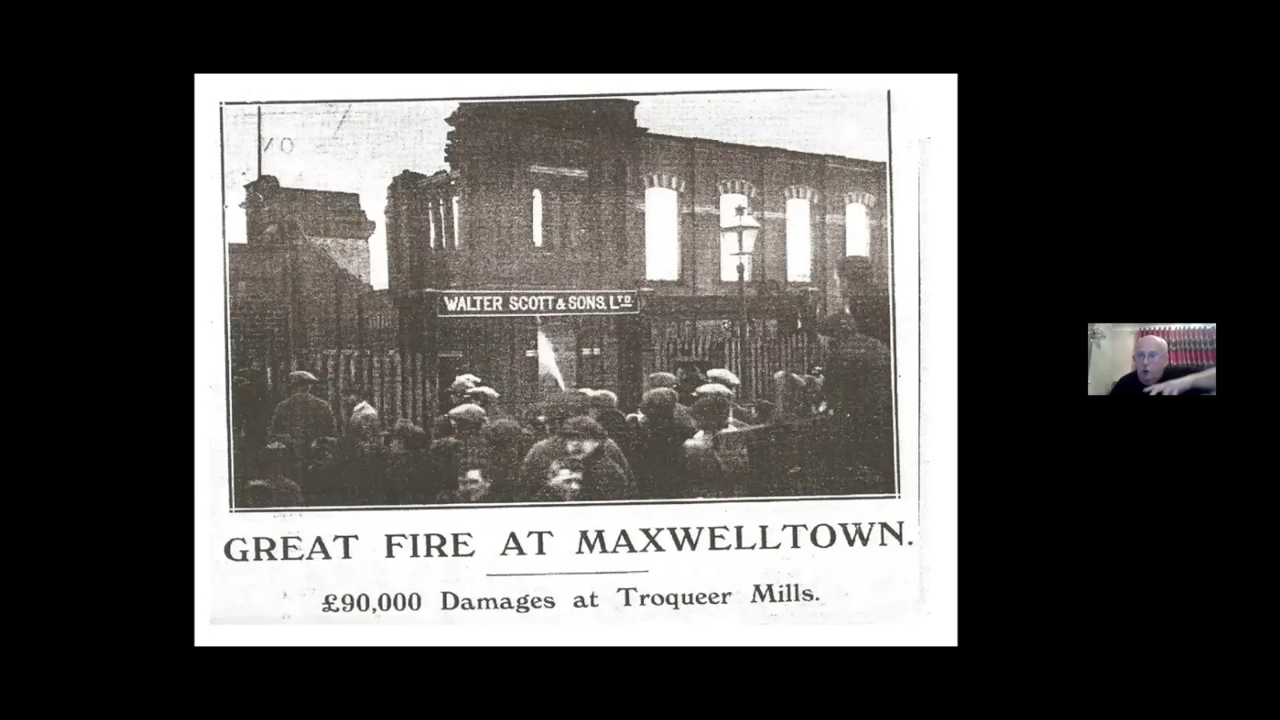 WALTER SCOTT & SONS, LTD
GREAT FIRE AT MAXWELLTOWN.
£90,000 Damages at Troqueer Mills.